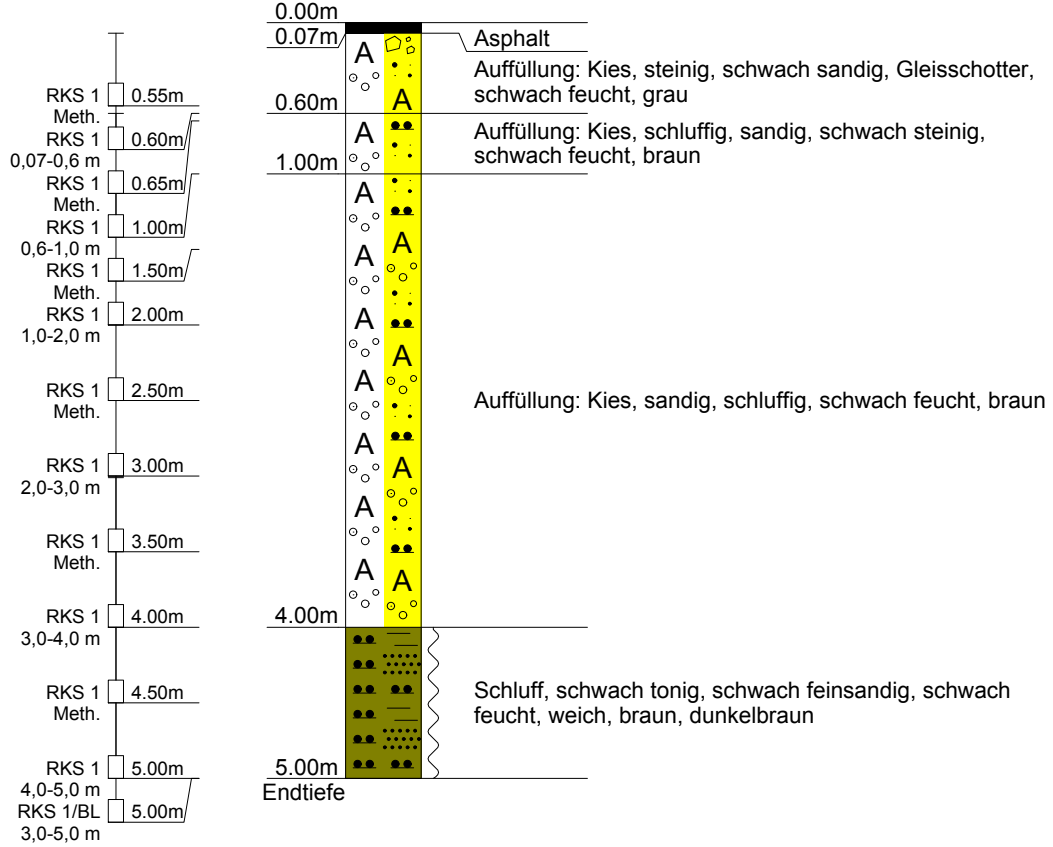 0.00m
0.07m
Asphalt
Auffüllung: Kies, steinig, schwach sandig, Gleisschotter,
schwach feucht, grau
0.60m
Auffüllung: Kies, schluffig, sandig, schwach steinig,
schwach feucht, braun
1.00m
Auffüllung: Kies, sandig, schluffig, schwach feucht, braun
4.00m
Schluff, schwach tonig, schwach feinsandig, schwach
feucht, weich, braun, dunkelbraun
5.00m
Endtiefe
RKS 1 0.55m
Meth.
RKS 1 0.60m
0,07-0,6 m
RKS 1 0.65m
Meth.
RKS 1 1.00m
0,6-1,0 m
RKS 1 1.50m
Meth.
RKS 1 2.00m
1,0-2,0 m
RKS 1 2.50m
Meth.
RKS 1 3.00m
2,0-3,0 m
RKS 1 3.50m
Meth.
RKS 1 4.00m
3,0-4,0 m
RKS 1 4.50m
Meth.
RKS 1 5.00m
4,0-5,0 m
RKS 1/BL 5.00m
3,0-5,0 m
A
A
A
A
A
A
A
A
A
A
A
A
A
A